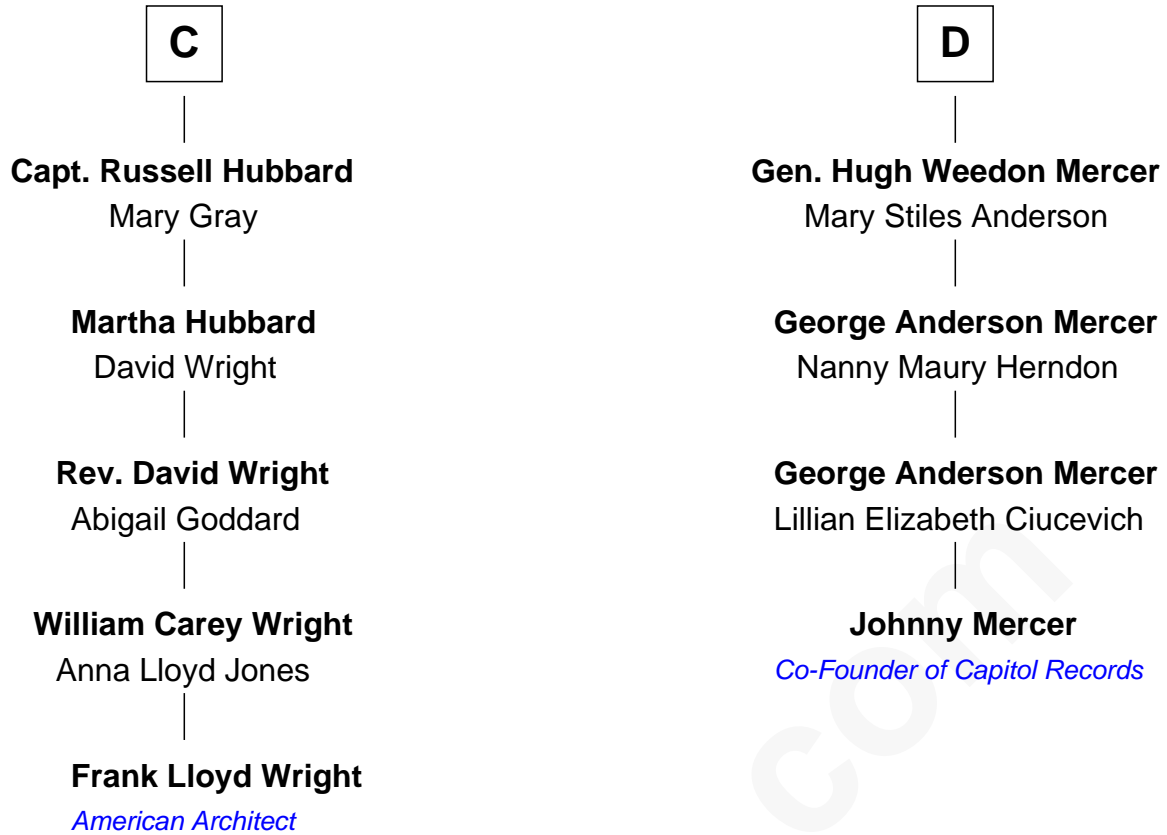 C
Capt. Russell Hubbard
Mary Gray
Martha Hubbard
David Wright
Rev. David Wright
Abigail Goddard
William Carey Wright
Anna Lloyd Jones
Frank Lloyd Wright
American Architect
D
Gen. Hugh Weedon Mercer
Mary Stiles Anderson
George Anderson Mercer
Nanny Maury Herndon
George Anderson Mercer
Lillian Elizabeth Ciucevich
Johnny Mercer
Co-Founder of Capitol Records
com